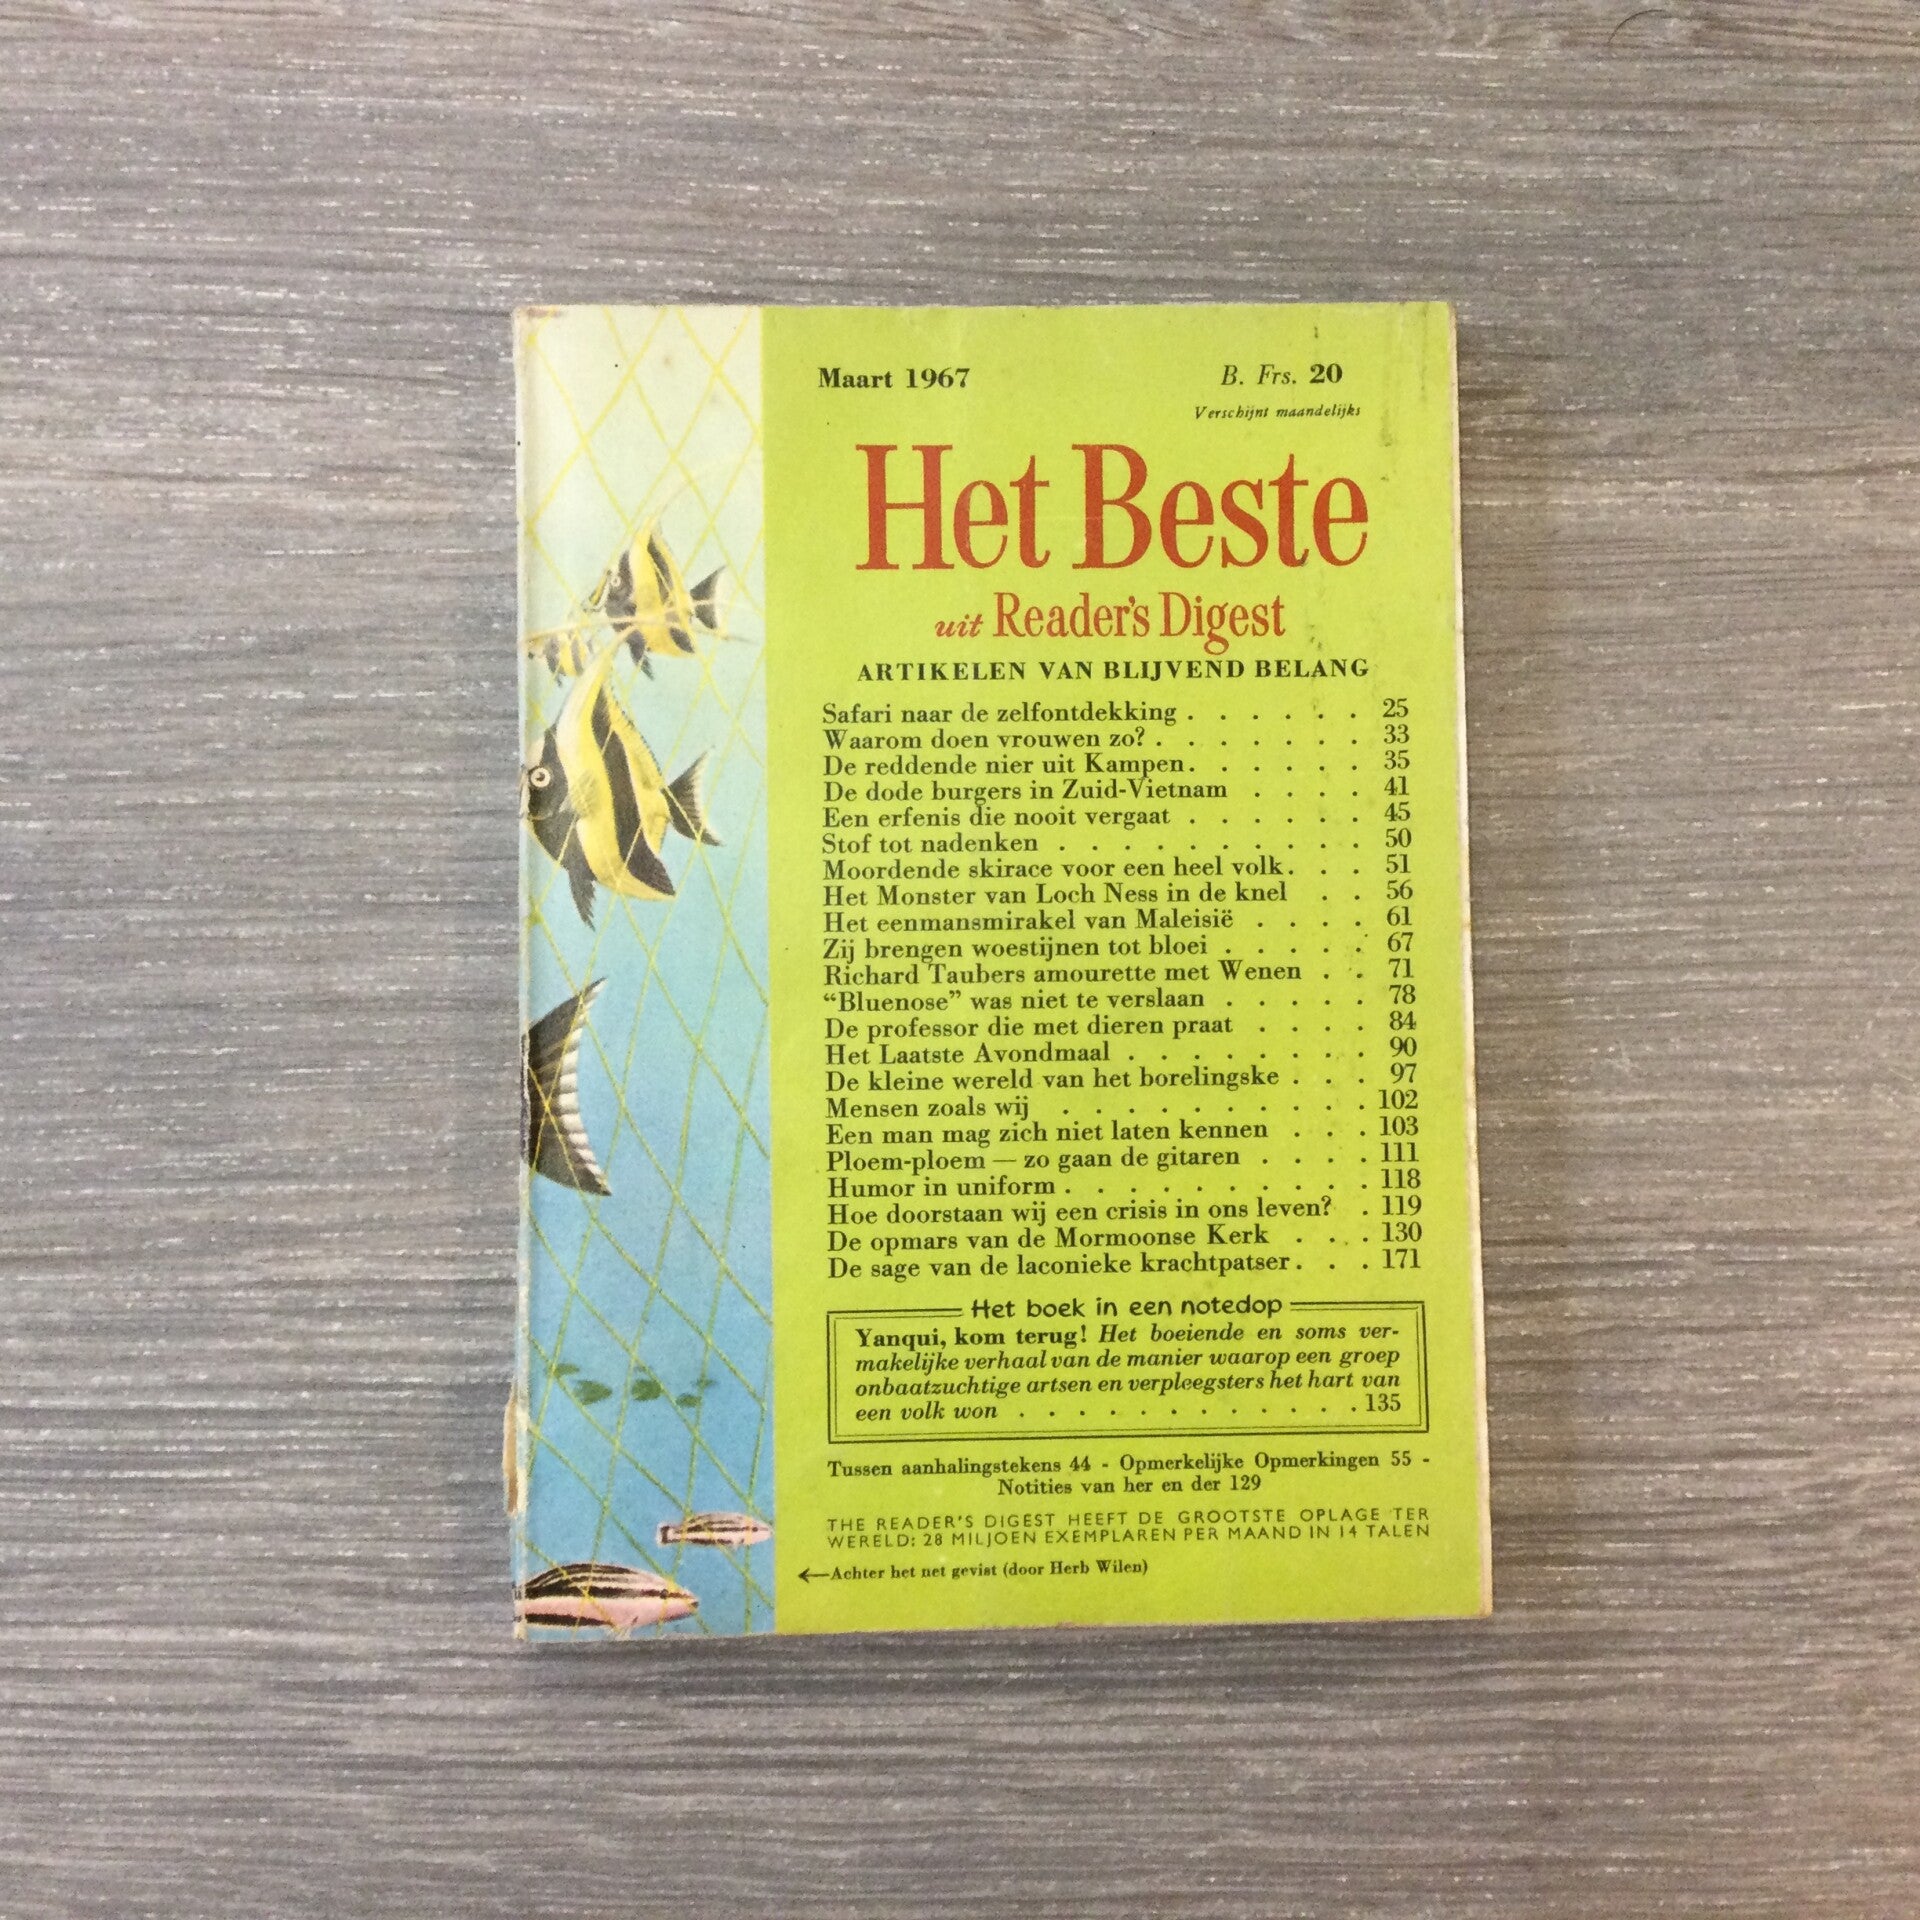 Maart 1967
B. Frs. 20
Verschijnt maandelijks
Het Beste
uit Reader's Digest
ARTIKELEN VAN BLIJVEND BELANG
Safari naar de zelfontdekking . . . . . . 25
Waarom doen vrouwen zo? . . . . . . . 33
De reddende nier uit Kampen. . . . . . 35
De dode burgers in Zuid-Vietnam . . . . 41
Een erfenis die nooit vergaat . . . . . . 45
Stof tot nadenken . . . . . . . . . . 50
Moordende skirace voor een heel volk. . . 51
Het Monster van Loch Ness in de knel . . 56
Het eenmansmirakel van Maleisië . . . . 61
Zij brengen woestijnen tot bloei . . . . . 67
Richard Taubers amourette met Wenen . . 71
“Bluenose” was niet te verslaan . . . . . 78
De professor die met dieren praat . . . . 84
Het Laatste Avondmaal . . . . . . . . 90
De kleine wereld van het borelingske . . . 97
Mensen zoals wij . . . . . . . . . . 102
Een man mag zich niet laten kennen . . . 103
Ploem-ploem — zo gaan de gitaren . . . . 111
Humor in uniform . . . . . . . . . . 118
Hoe doorstaan wij een crisis in ons leven? . 119
De opmars van de Mormoonse Kerk . . . 130
De sage van de laconieke krachtpatser . . . 171
Het boek in een notedop
Yanqui, kom terug! Het boeiende en soms ver-
makelijke verhaal van de manier waarop een groep
onbaatzuchtige artsen en verpleegsters het hart van
een volk won . . . . . . . . . . . . 135
Tussen aanhalingstekens 44 - Opmerkelijke Opmerkingen 55 -
Notities van her en der 129
THE READER'S DIGEST HEEFT DE GROOTSTE OPLAGE TER
WERELD: 28 MILJOEN EXEMPLAREN PER MAAND IN 14 TALEN
←Achter het net gevist (door Herb Wilen)